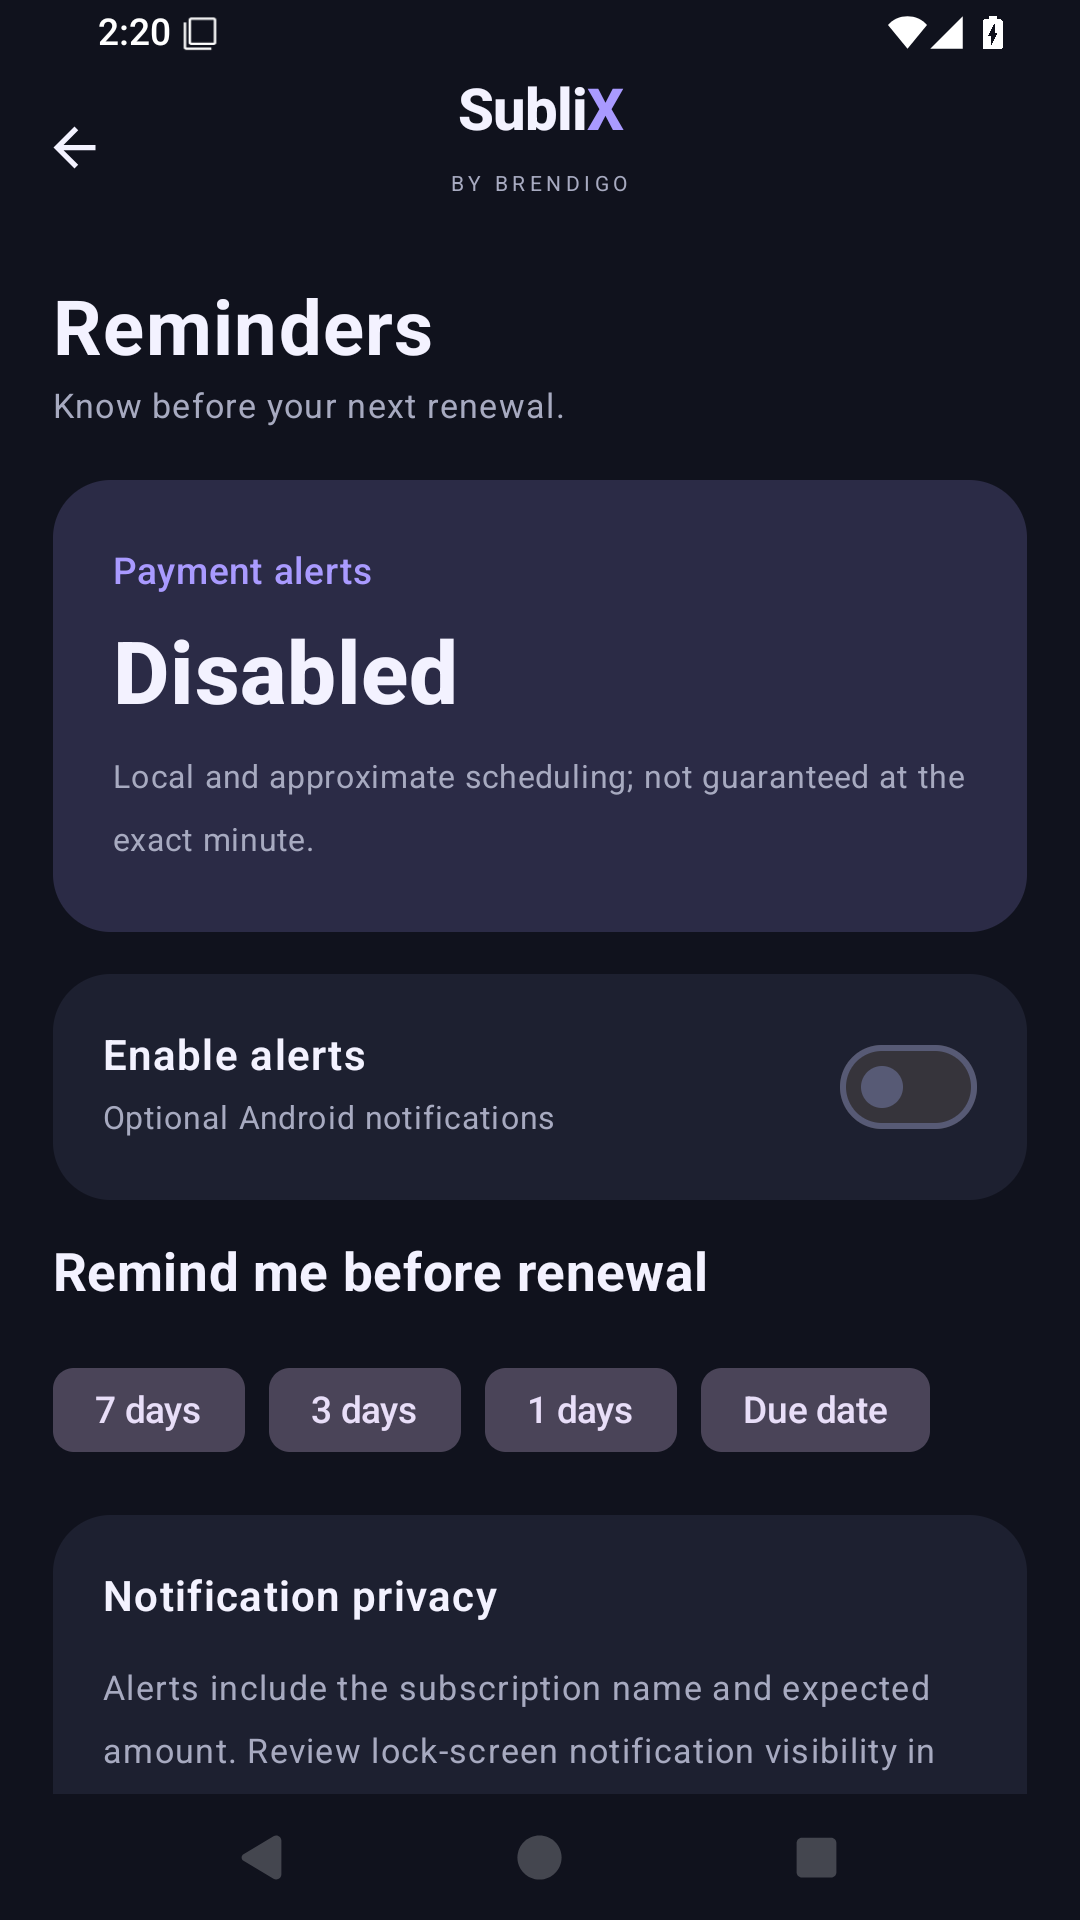 2:20
SubliX
BY BRENDIGO
Reminders
Know before your next renewal.
Payment alerts
Disabled
Local and approximate scheduling; not guaranteed at the
exact minute.
Enable alerts
Optional Android notifications
Remind me before renewal
7 days
3 days
1 days
Due date
Notification privacy
Alerts include the subscription name and expected
amount. Review lock-screen notification visibility in